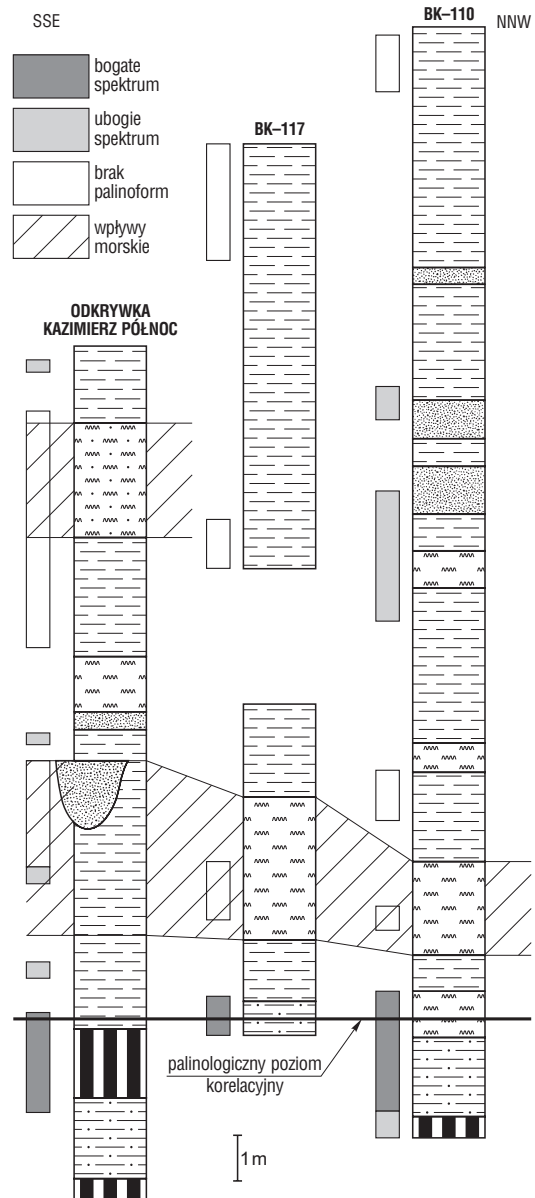 SSE
BK–110
NNW
bogate
spektrum
ubogie
spektrum
brak
palinoform
wpływy
morskie
BK–117
ODKRYWKA
KAZIMIERZ PÓŁNOC
palinologiczny poziom
korelacyjny
1 m